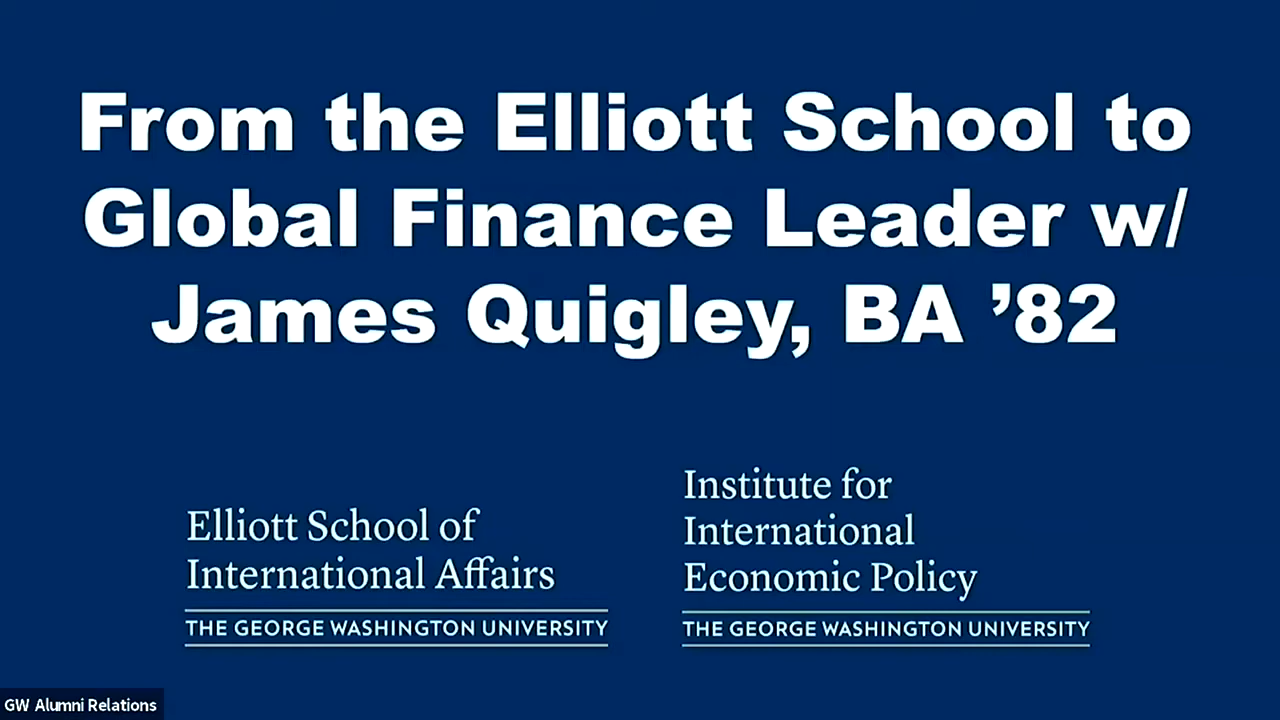 From the Elliott School to
Global Finance Leader w/
James Quigley, BA ’82
Elliott School of
International Affairs
THE GEORGE WASHINGTON UNIVERSITY
Institute for
International
Economic Policy
THE GEORGE WASHINGTON UNIVERSITY
GW Alumni Relations